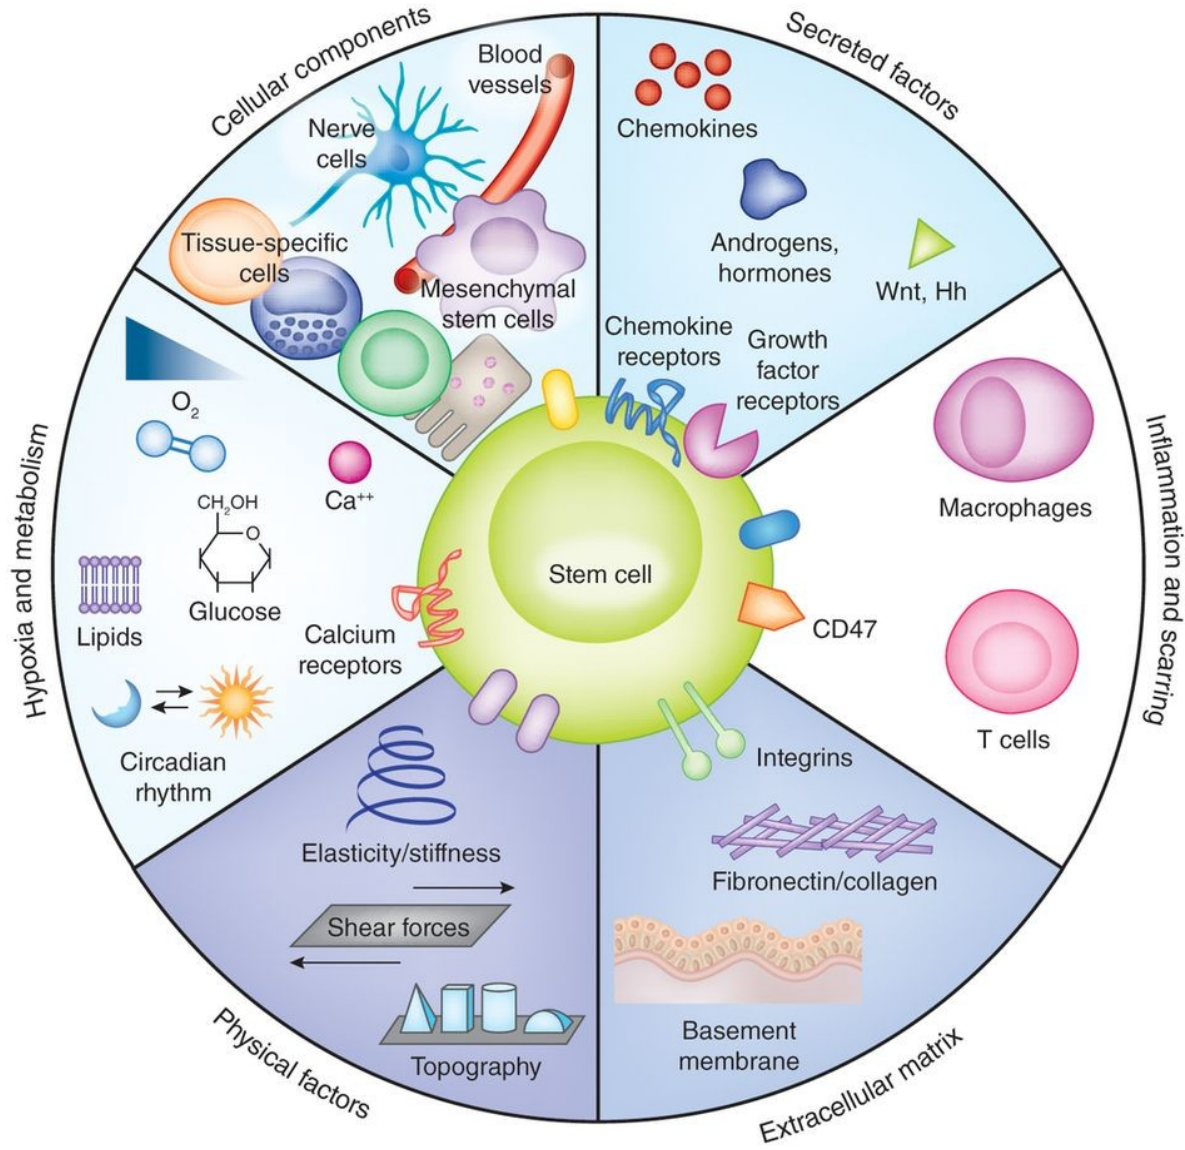 Cellular components
Blood
vessels
Nerve
cells
Tissue-specific
cells
Mesenchymal
stem cells
Secreted factors
Chemokines
Androgens,
hormones
Wnt, Hh
Chemokine
receptors
Growth
factor
receptors
Inflammation and scarring
Macrophages
CD47
T cells
Extracellular matrix
Integrins
Fibronectin/collagen
Basement
membrane
Physical factors
Elasticity/stiffness
Shear forces
Topography
Hypoxia and metabolism
O₂
Ca⁺⁺
CH₂OH
O
Glucose
Lipids
Calcium
receptors
Circadian
rhythm
Stem cell